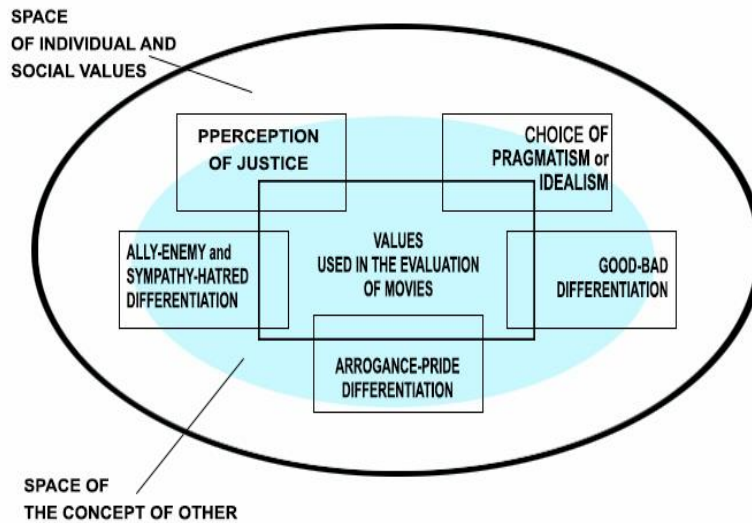 SPACE
OF INDIVIDUAL AND
SOCIAL VALUES
PPERCEPTION
OF JUSTICE
CHOICE OF
PRAGMATISM or
IDEALISM
ALLY-ENEMY and
SYMPATHY-HATRED
DIFFERENTIATION
VALUES
USED IN THE EVALUATION
OF MOVIES
GOOD-BAD
DIFFERENTIATION
ARROGANCE-PRIDE
DIFFERENTIATION
SPACE OF
THE CONCEPT OF OTHER